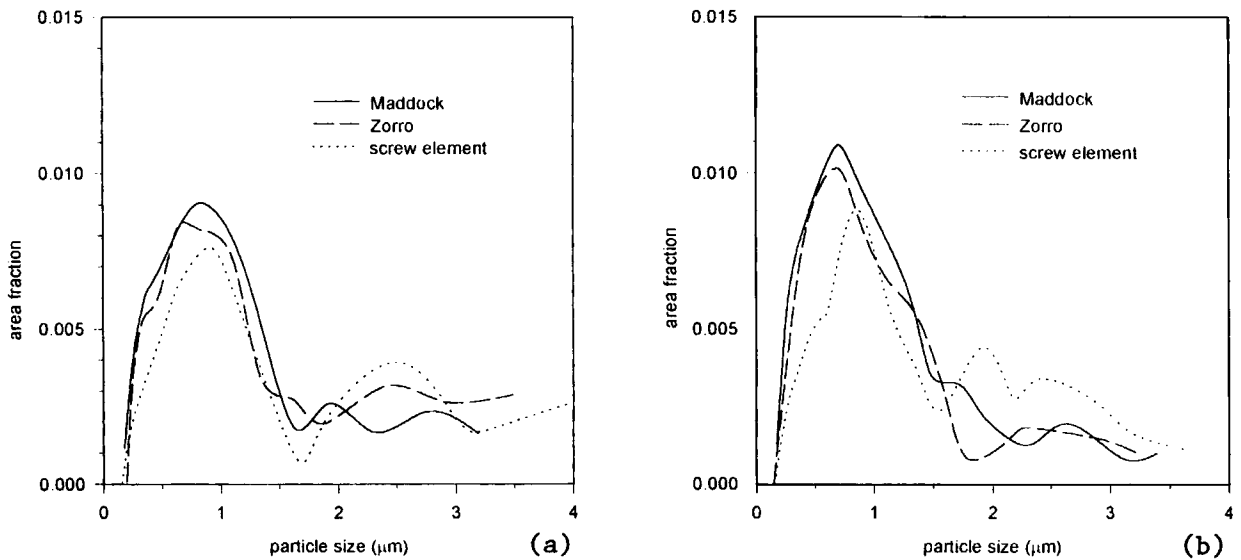 0.015
0.010
0.005
0.000
area fraction
Maddock
Zorro
screw element
0
1
2
3
4
particle size (μm)
(a)
0.015
0.010
0.005
0.000
area fraction
Maddock
Zorro
screw element
0
1
2
3
4
particle size (μm)
(b)